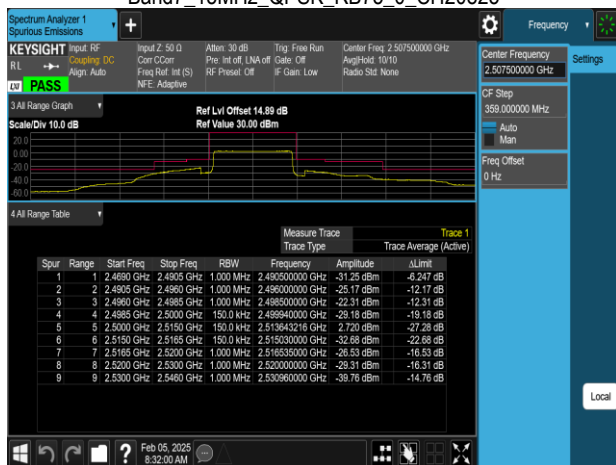 Spectrum Analyzer 1
Spurious Emissions
Frequency
KEYSIGHT
RL
Input: RF
Coupling: DC
Align: Auto
Input Z: 50 Ω
Corr CCorr
Freq Ref: Int (S)
NFE: Adaptive
Atten: 30 dB
Pre: Int off, LNA off
RF Preset: Off
Trig: Free Run
Gate: Off
IF Gain: Low
Center Freq: 2.507500000 GHz
Avg|Hold: 10/10
Radio Std: None
LXI PASS
Center Frequency
2.507500000 GHz
Settings
CF Step
359.000000 MHz
Auto
Man
Freq Offset
0 Hz
3 All Range Graph
Scale/Div 10.0 dB
Ref Lvl Offset 14.89 dB
Ref Value 30.00 dBm
20.0
0.00
-20.0
-40.0
-60.0
4 All Range Table
Measure Trace Trace 1
Trace Type Trace Average (Active)
Spur Range Start Freq Stop Freq RBW Frequency Amplitude ΔLimit
1 1 2.4690 GHz 2.4905 GHz 1.000 MHz 2.490500000 GHz -31.25 dBm -6.247 dB
2 2 2.4905 GHz 2.4960 GHz 1.000 MHz 2.496000000 GHz -25.17 dBm -12.17 dB
3 3 2.4960 GHz 2.4985 GHz 1.000 MHz 2.498500000 GHz -22.31 dBm -12.31 dB
4 4 2.4985 GHz 2.5000 GHz 150.0 kHz 2.499940000 GHz -29.18 dBm -19.18 dB
5 5 2.5000 GHz 2.5150 GHz 150.0 kHz 2.513643216 GHz 2.720 dBm -27.28 dB
6 6 2.5150 GHz 2.5165 GHz 150.0 kHz 2.515030000 GHz -32.68 dBm -22.68 dB
7 7 2.5165 GHz 2.5200 GHz 1.000 MHz 2.516535000 GHz -26.53 dBm -16.53 dB
8 8 2.5200 GHz 2.5300 GHz 1.000 MHz 2.520000000 GHz -29.31 dBm -16.31 dB
9 9 2.5300 GHz 2.5460 GHz 1.000 MHz 2.530960000 GHz -39.76 dBm -14.76 dB
Local
Feb 05, 2025
8:32:00 AM